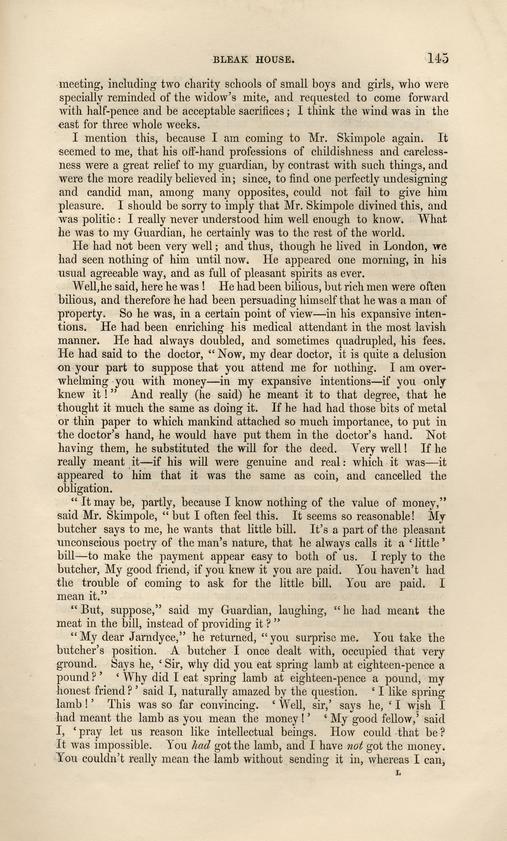 BLEAK HOUSE. 145
meeting, including two charity schools of small boys and girls, who were
specially reminded of the widow's mite, and requested to come forward
with half-pence and be acceptable sacrifices; I think the wind was in the
east for three whole weeks.
I mention this, because I am coming to Mr. Skimpole again. It
seemed to me, that his off-hand professions of childishness and careless-
ness were a great relief to my guardian, by contrast with such things, and
were the more readily believed in; since, to find one perfectly undesigning
and candid man, among many opposites, could not fail to give him
pleasure. I should be sorry to imply that Mr. Skimpole divined this, and
was politic: I really never understood him well enough to know. What
he was to my Guardian, he certainly was to the rest of the world.
He had not been very well; and thus, though he lived in London, we
had seen nothing of him until now. He appeared one morning, in his
usual agreeable way, and as full of pleasant spirits as ever.
Well, he said, here he was! He had been bilious, but rich men were often
bilious, and therefore he had been persuading himself that he was a man of
property. So he was, in a certain point of view—in his expansive inten-
tions. He had been enriching his medical attendant in the most lavish
manner. He had always doubled, and sometimes quadrupled, his fees.
He had said to the doctor, "Now, my dear doctor, it is quite a delusion
on your part to suppose that you attend me for nothing. I am over-
whelming you with money—in my expansive intentions—if you only
knew it!" And really (he said) he meant it to that degree, that he
thought it much the same as doing it. If he had had those bits of metal
or thin paper to which mankind attached so much importance, to put in
the doctor's hand, he would have put them in the doctor's hand. Not
having them, he substituted the will for the deed. Very well! If he
really meant it—if his will were genuine and real: which it was—it
appeared to him that it was the same as coin, and cancelled the
obligation.
"It may be, partly, because I know nothing of the value of money,"
said Mr. Skimpole, "but I often feel this. It seems so reasonable! My
butcher says to me, he wants that little bill. It's a part of the pleasant
unconscious poetry of the man's nature, that he always calls it a 'little'
bill—to make the payment appear easy to both of us. I reply to the
butcher, My good friend, if you knew it you are paid. You haven't had
the trouble of coming to ask for the little bill. You are paid. I
mean it."
"But, suppose," said my Guardian, laughing, "he had meant the
meat in the bill, instead of providing it?"
"My dear Jarndyce," he returned, "you surprise me. You take the
butcher's position. A butcher I once dealt with, occupied that very
ground. Says he, 'Sir, why did you eat spring lamb at eighteen-pence a
pound?' 'Why did I eat spring lamb at eighteen-pence a pound, my
honest friend?' said I, naturally amazed by the question. 'I like spring
lamb!' This was so far convincing. 'Well, sir,' says he, 'I wish I
had meant the lamb as you mean the money!' 'My good fellow,' said
I, 'pray let us reason like intellectual beings. How could that be?
It was impossible. You had got the lamb, and I have not got the money.
You couldn't really mean the lamb without sending it in, whereas I can,
L